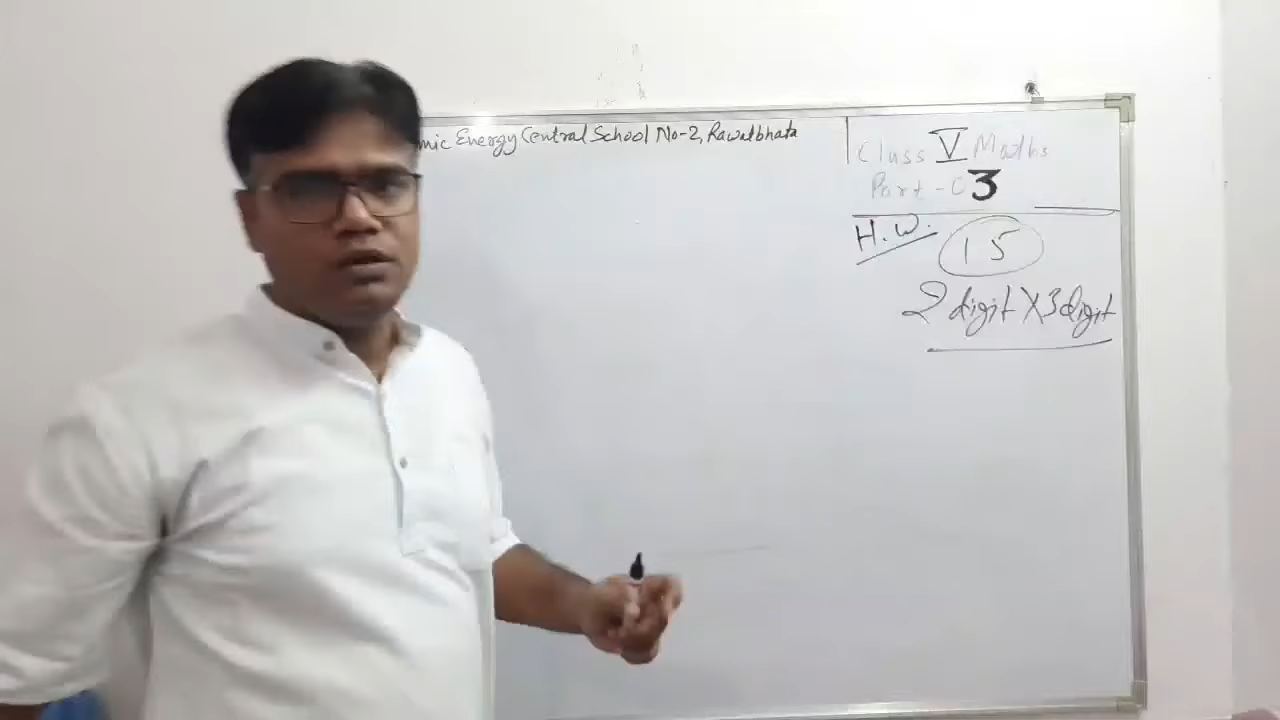 mic Energy Central School No-2, Rawatbhata
Class V Maths
Part-03
H.W. 15
2 digit X 3 digit